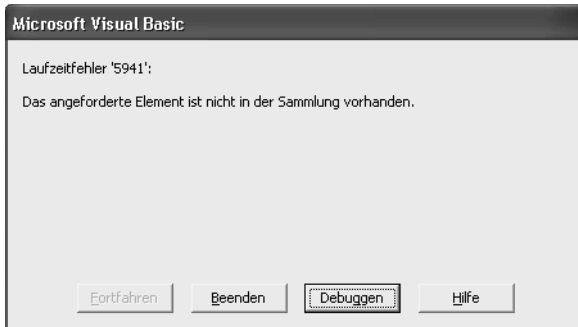 Microsoft Visual Basic
Laufzeitfehler '5941':
Das angeforderte Element ist nicht in der Sammlung vorhanden.
Fortfahren Beenden Debuggen Hilfe